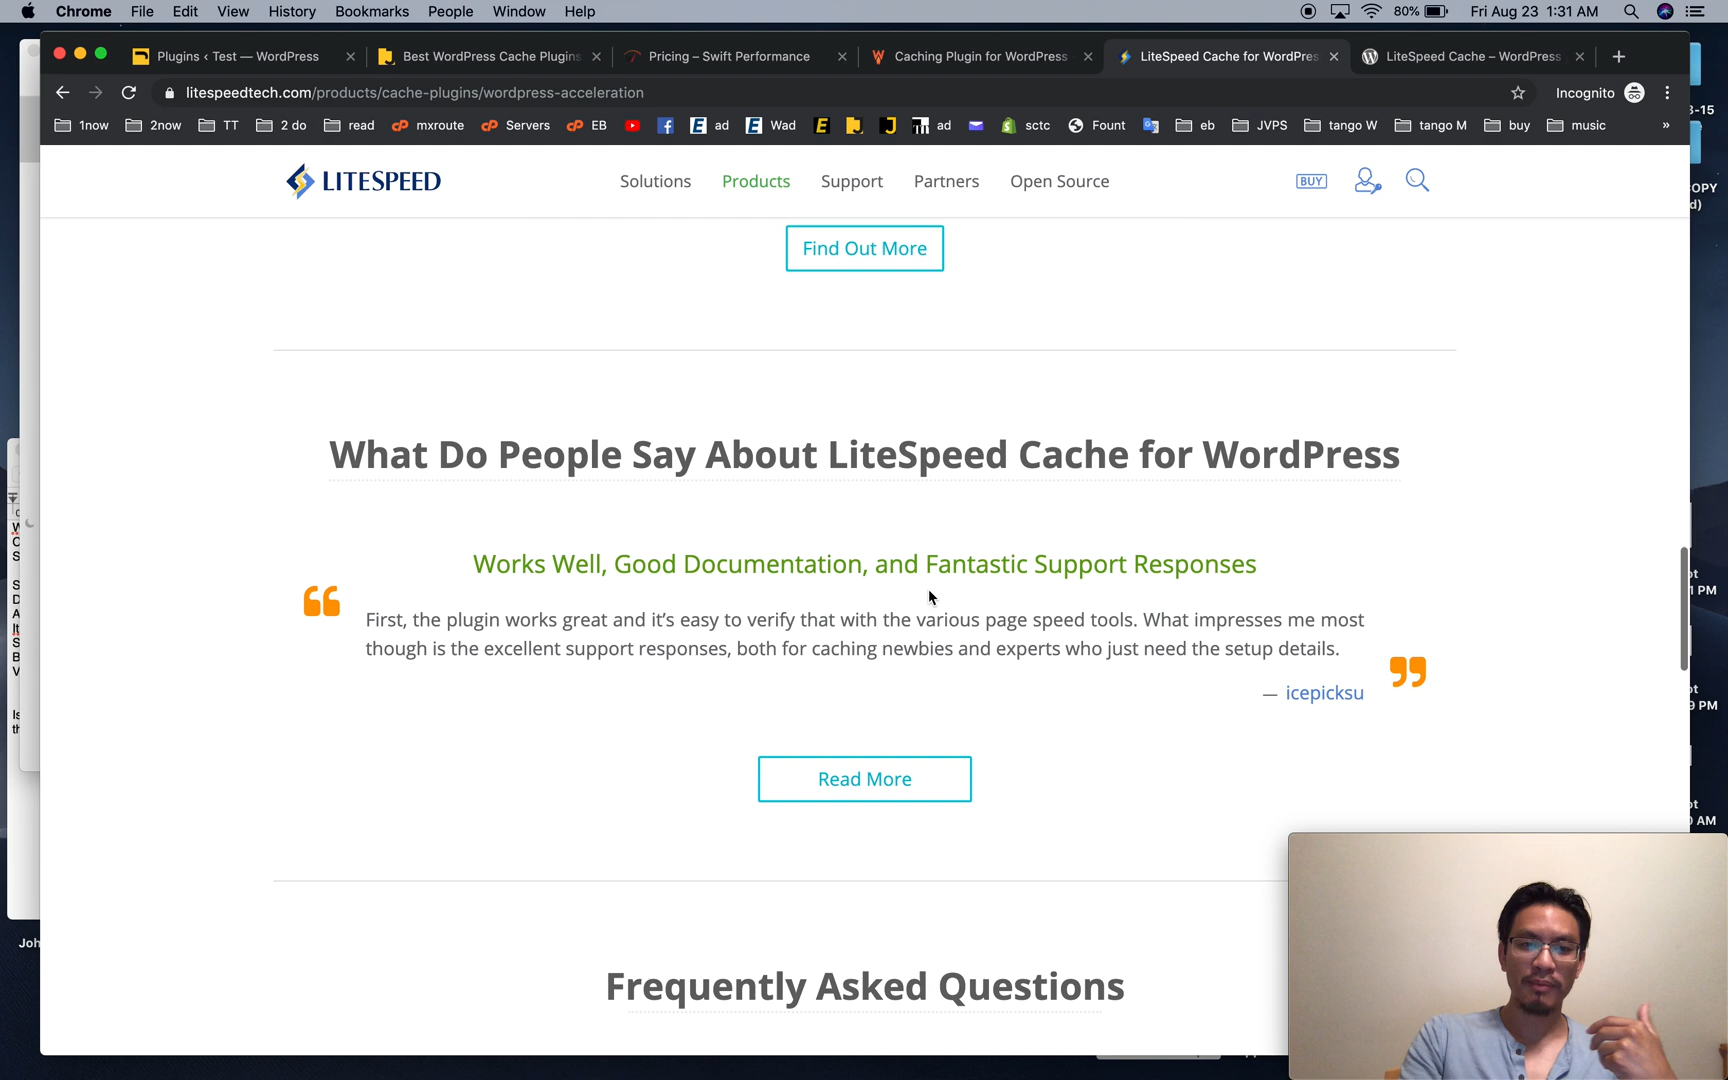 Chrome File Edit View History Bookmarks People Window Help 80% Fri Aug 23 1:31 AM
Plugins ‹ Test — WordPress
Best WordPress Cache Plugins
Pricing – Swift Performance
Caching Plugin for WordPress
LiteSpeed Cache for WordPres
LiteSpeed Cache – WordPress
litespeedtech.com/products/cache-plugins/wordpress-acceleration
Incognito
1now 2now TT 2 do read mxroute Servers EB ad Wad ad sctc Fount eb JVPS tango W tango M buy music »
LITESPEED
Solutions Products Support Partners Open Source BUY
Find Out More
What Do People Say About LiteSpeed Cache for WordPress
Works Well, Good Documentation, and Fantastic Support Responses
First, the plugin works great and it's easy to verify that with the various page speed tools. What impresses me most
though is the excellent support responses, both for caching newbies and experts who just need the setup details.
— icepicksu
Read More
Frequently Asked Questions